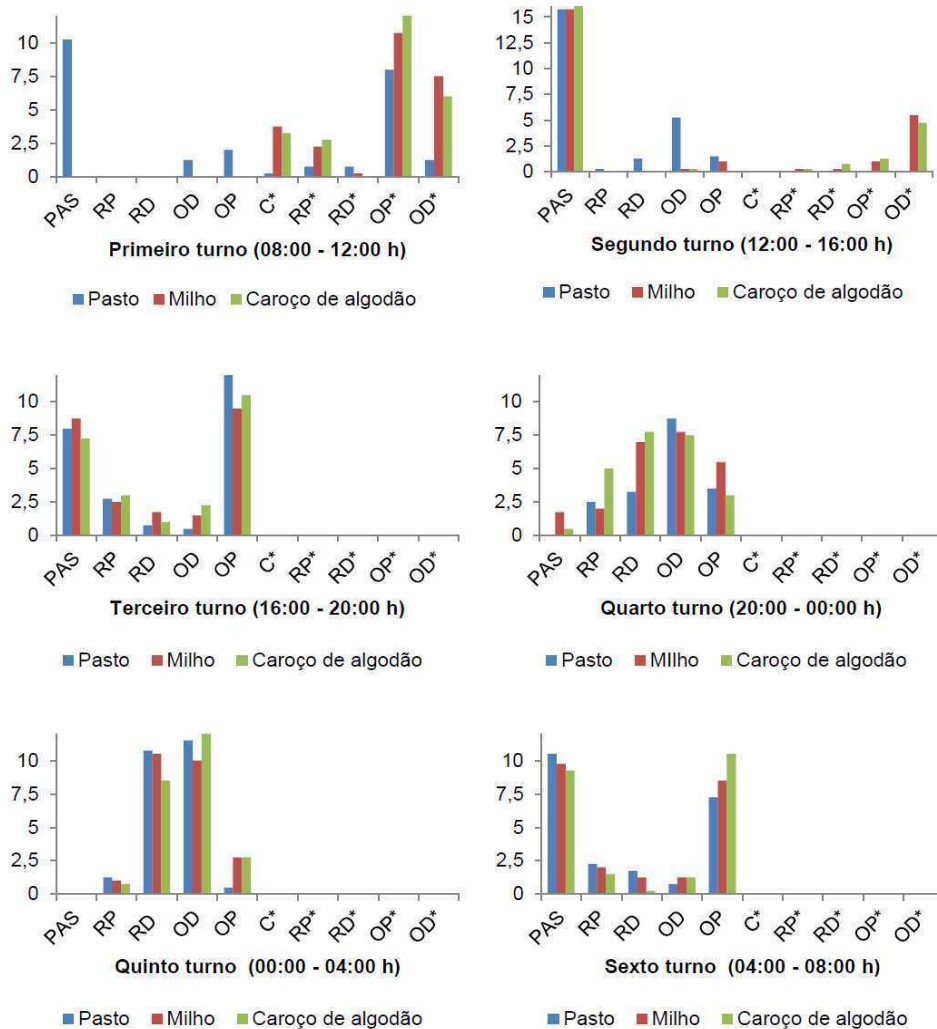 10
7,5
5
2,5
0
PAS RP RD OD OP C* RP* RD* OP* OD*
Primeiro turno (08:00 - 12:00 h)
Pasto Milho Caroço de algodão
15
12,5
10
7,5
5
2,5
0
PAS RP RD OD OP C* RP* RD* OP* OD*
Segundo turno (12:00 - 16:00 h)
Pasto Milho Caroço de algodão
10
7,5
5
2,5
0
PAS RP RD OD OP C* RP* RD* OP* OD*
Terceiro turno (16:00 - 20:00 h)
Pasto Milho Caroço de algodão
10
7,5
5
2,5
0
PAS RP RD OD OP C* RP* RD* OP* OD*
Quarto turno (20:00 - 00:00 h)
Pasto MIlho Caroço de algodão
10
7,5
5
2,5
0
PAS RP RD OD OP C* RP* RD* OP* OD*
Quinto turno (00:00 - 04:00 h)
Pasto Milho Caroço de algodão
10
7,5
5
2,5
0
PAS RP RD OD OP C* RP* RD* OP* OD*
Sexto turno (04:00 - 08:00 h)
Pasto Milho Caroço de algodão